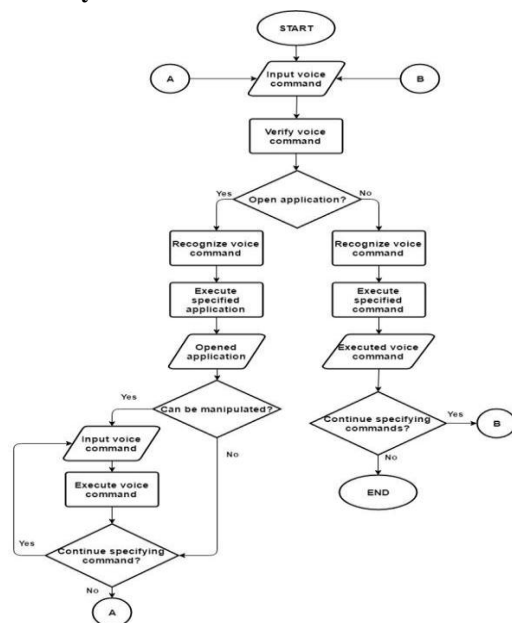 START
A
Input voice
command
B
Verify voice
command
Yes
Open application?
No
Recognize voice
command
Recognize voice
command
Execute
specified
application
Execute
specified
command
Opened
application
Executed voice
command
Yes
Can be manipulated?
Continue specifying
commands?
Yes
B
Input voice
command
No
No
Execute voice
command
END
Yes
Continue specifying
command?
No
A